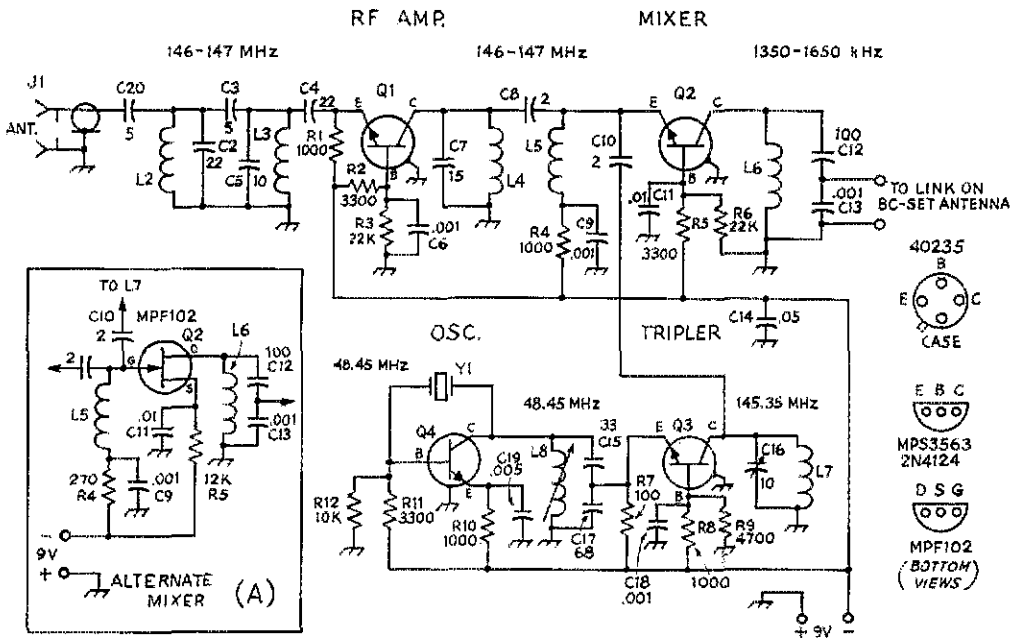 RF AMP.
MIXER
146-147 MHz
146-147 MHz
1350-1650 kHz
J1
ANT.
C20
5
L2
C2
22
C3
5
C5
10
L3
C4
22
R1
1000
E
Q1
C
B
R2
3300
R3
22K
.001
C6
C7
15
L4
C8
2
L5
R4
1000
C9
.001
C10
2
E
Q2
C
B
.01
C11
R5
3300
R6
22K
L6
100
C12
.001
C13
TO LINK ON
BC-SET ANTENNA
C14
.05
40235
B
E
C
CASE
E B C
MPS3563
2N4124
D S G
MPF102
(BOTTOM
VIEWS)
TO L7
C10
2
MPF102
Q2
D
G
S
L6
100
C12
.001
C13
2
L5
.01
C11
12K
R5
270
R4
.001
C9
-
9V
+
ALTERNATE
MIXER
(A)
OSC.
TRIPLER
48.45 MHz
Y1
48.45 MHz
145.35 MHz
Q4
C
B
E
R12
10K
R11
3300
R10
1000
C19
.005
L8
33
C15
C17
68
R7
100
E
Q3
C
B
C18
.001
R8
1000
R9
4700
C16
10
L7
+ 9V -